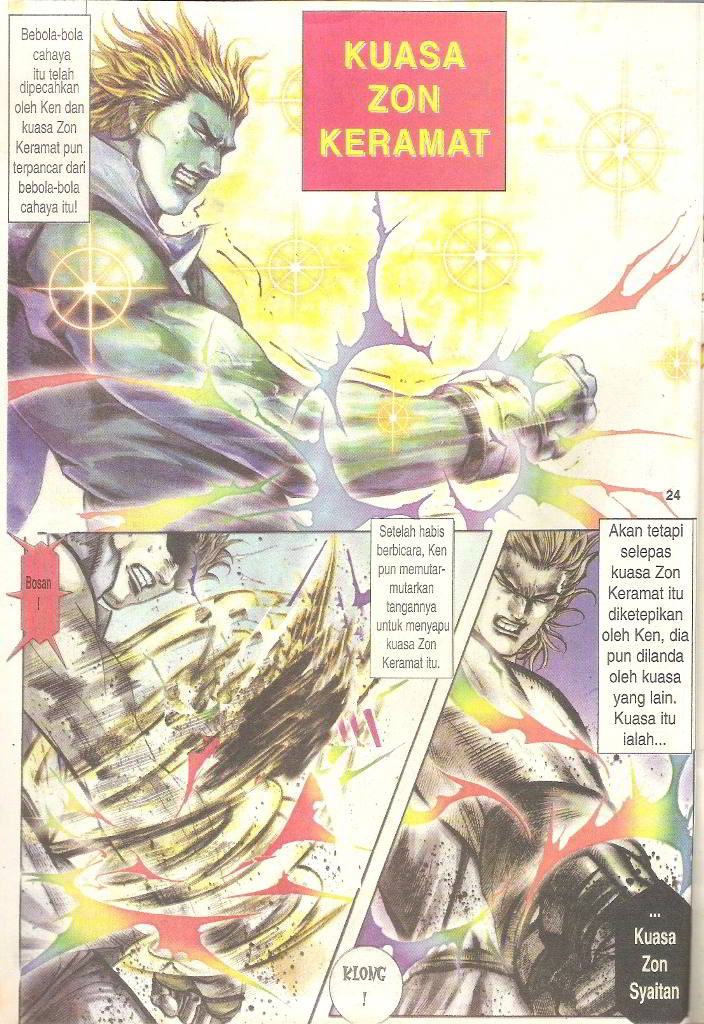 Bebola-bola
cahaya
itu telah
dipecahkan
oleh Ken dan
kuasa Zon
Keramat pun
terpancar dari
bebola-bola
cahaya itu!
KUASA
ZON
KERAMAT
24
Bosan
!
Setelah habis
berbicara, Ken
pun memutar-
mutarkan
tangannya
untuk menyapu
kuasa Zon
Keramat itu.
Akan tetapi
selepas
kuasa Zon
Keramat itu
diketepikan
oleh Ken, dia
pun dilanda
oleh kuasa
yang lain.
Kuasa itu
ialah...
KLONG
!
...
Kuasa
Zon
Syaitan